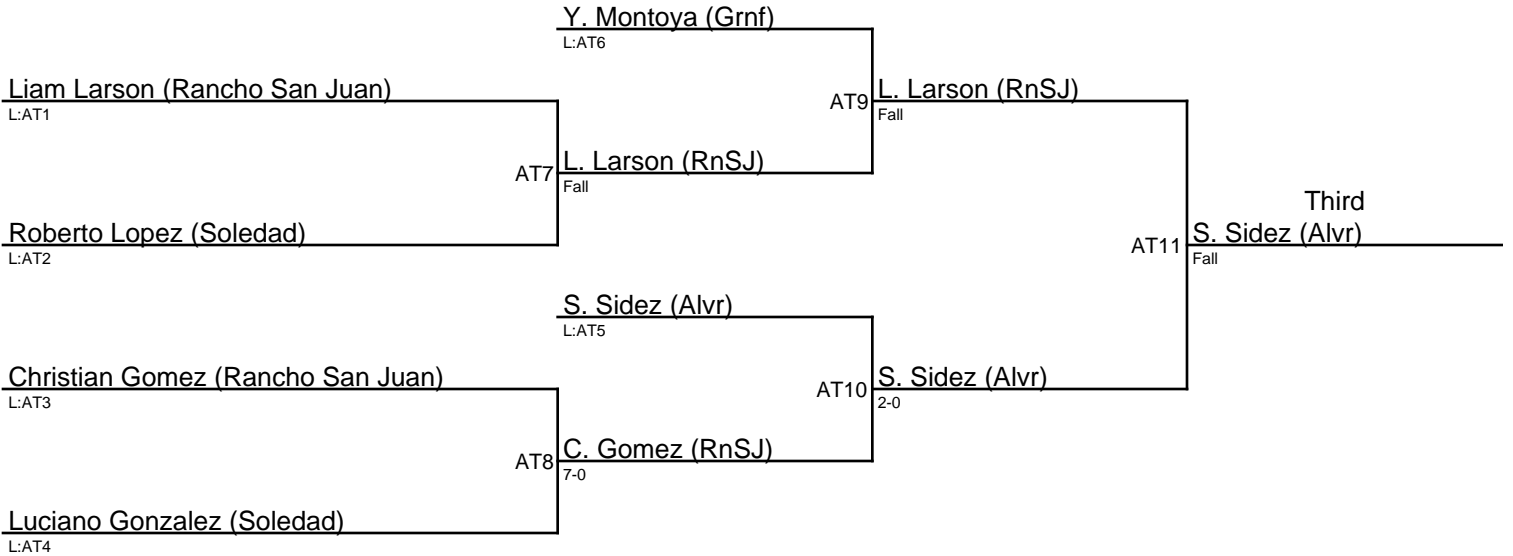 Y. Montoya (Grnf)
L:AT6
Liam Larson (Rancho San Juan)
L:AT1
AT9
L. Larson (RnSJ)
Fall
AT7
L. Larson (RnSJ)
Fall
Third
Roberto Lopez (Soledad)
L:AT2
AT11
S. Sidez (Alvr)
Fall
S. Sidez (Alvr)
L:AT5
Christian Gomez (Rancho San Juan)
L:AT3
AT10
S. Sidez (Alvr)
2-0
AT8
C. Gomez (RnSJ)
7-0
Luciano Gonzalez (Soledad)
L:AT4